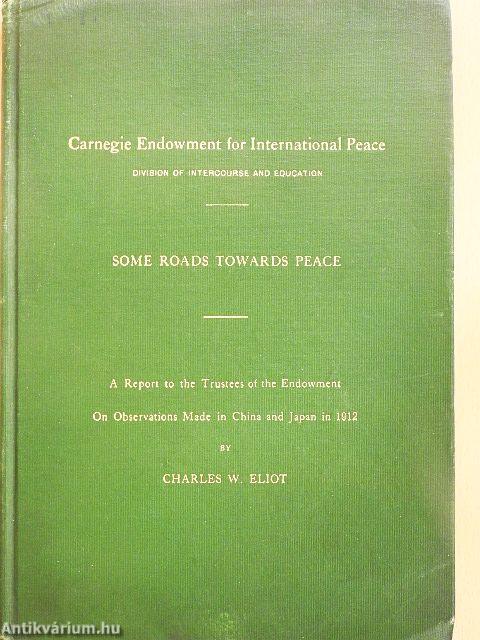 Carnegie Endowment for International Peace
DIVISION OF INTERCOURSE AND EDUCATION
SOME ROADS TOWARDS PEACE
A Report to the Trustees of the Endowment
On Observations Made in China and Japan in 1912
BY
CHARLES W. ELIOT
Antikvárium.hu